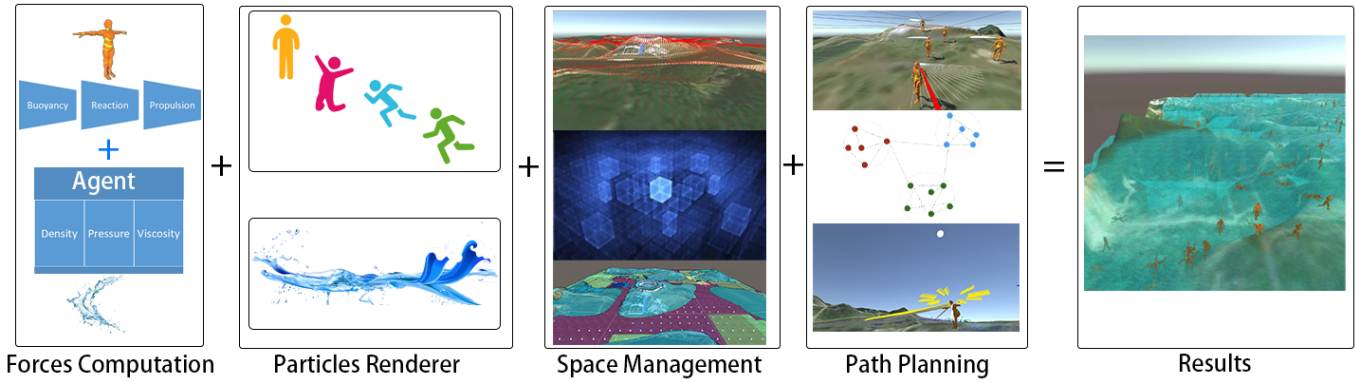 Buoyancy
Reaction
Propulsion
+
Agent
Density
Pressure
Viscosity
+
+
+
=
Forces Computation
Particles Renderer
Space Management
Path Planning
Results